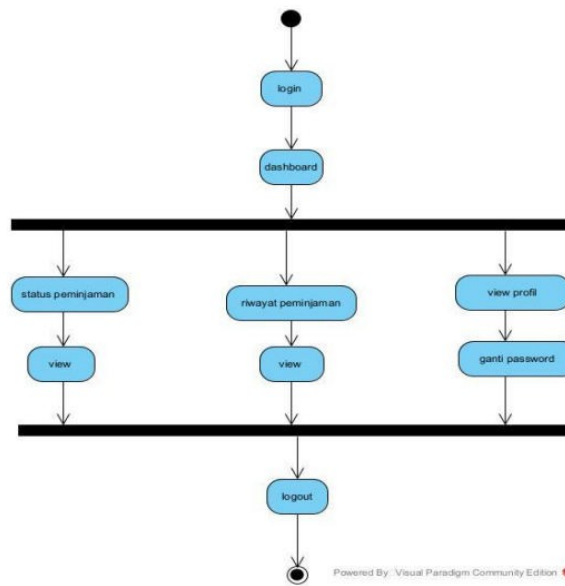 login
dashboard
status peminjaman
riwayat peminjaman
view profil
view
view
ganti password
logout
Powered By Visual Paradigm Community Edition